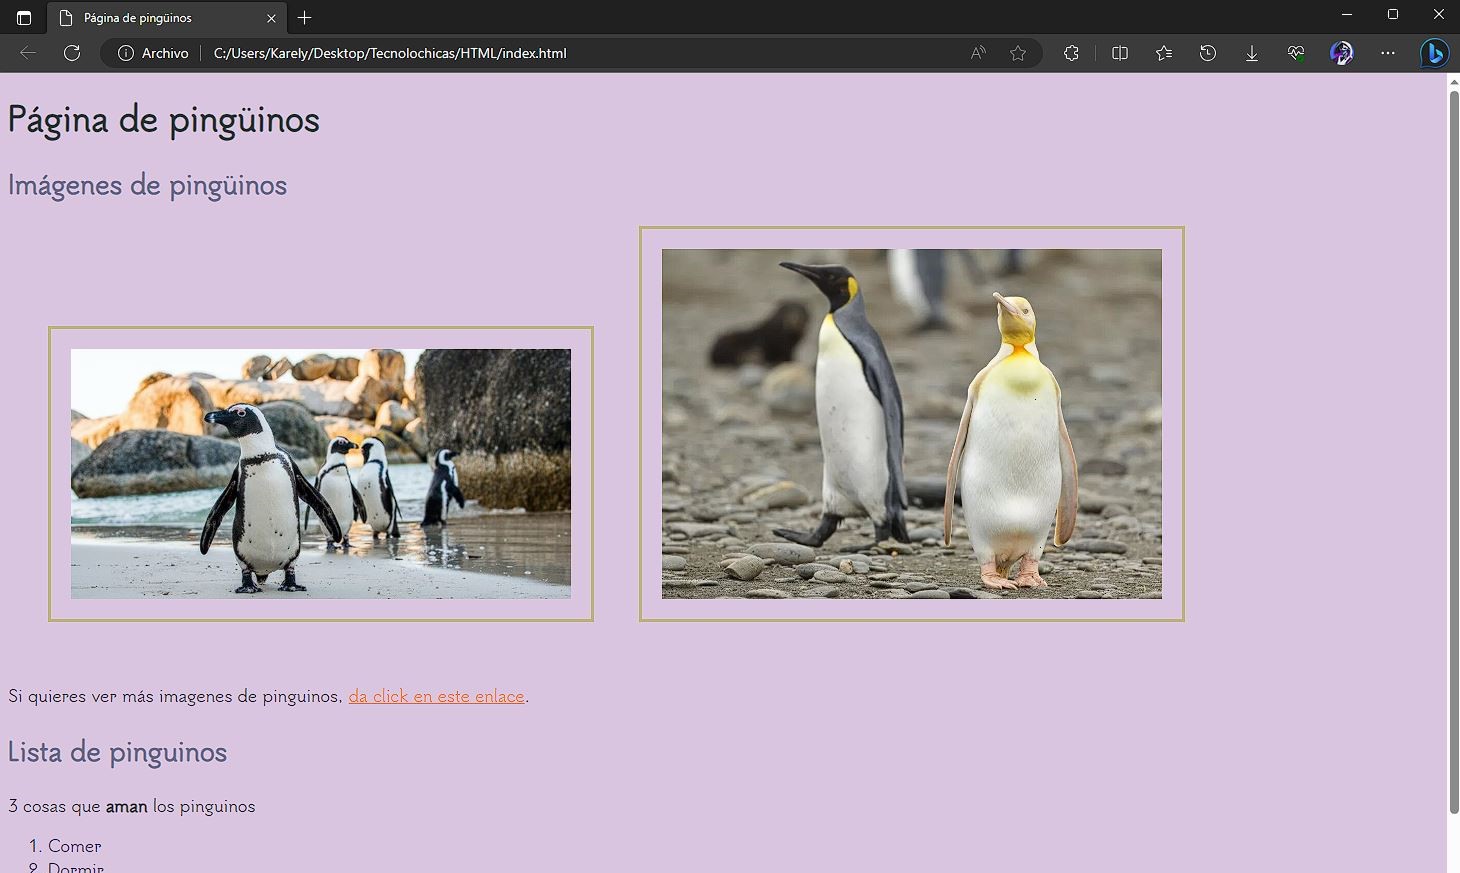 Página de pingüinos
Archivo C:/Users/Karely/Desktop/Tecnolochicas/HTML/index.html
Página de pingüinos
Imágenes de pingüinos
Si quieres ver más imagenes de pinguinos, da click en este enlace.
Lista de pinguinos
3 cosas que aman los pinguinos
1. Comer
2. Dormir